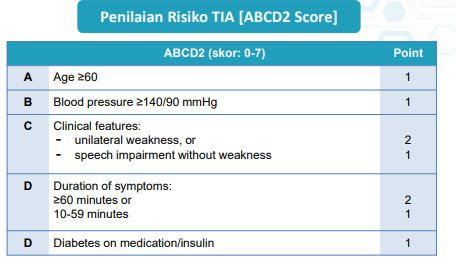 Penilaian Risiko TIA [ABCD2 Score]
ABCD2 (skor: 0-7) Point
A Age ≥60 1
B Blood pressure ≥140/90 mmHg 1
C Clinical features:
- unilateral weakness, or 2
- speech impairment without weakness 1
D Duration of symptoms:
≥60 minutes or 2
10-59 minutes 1
D Diabetes on medication/insulin 1